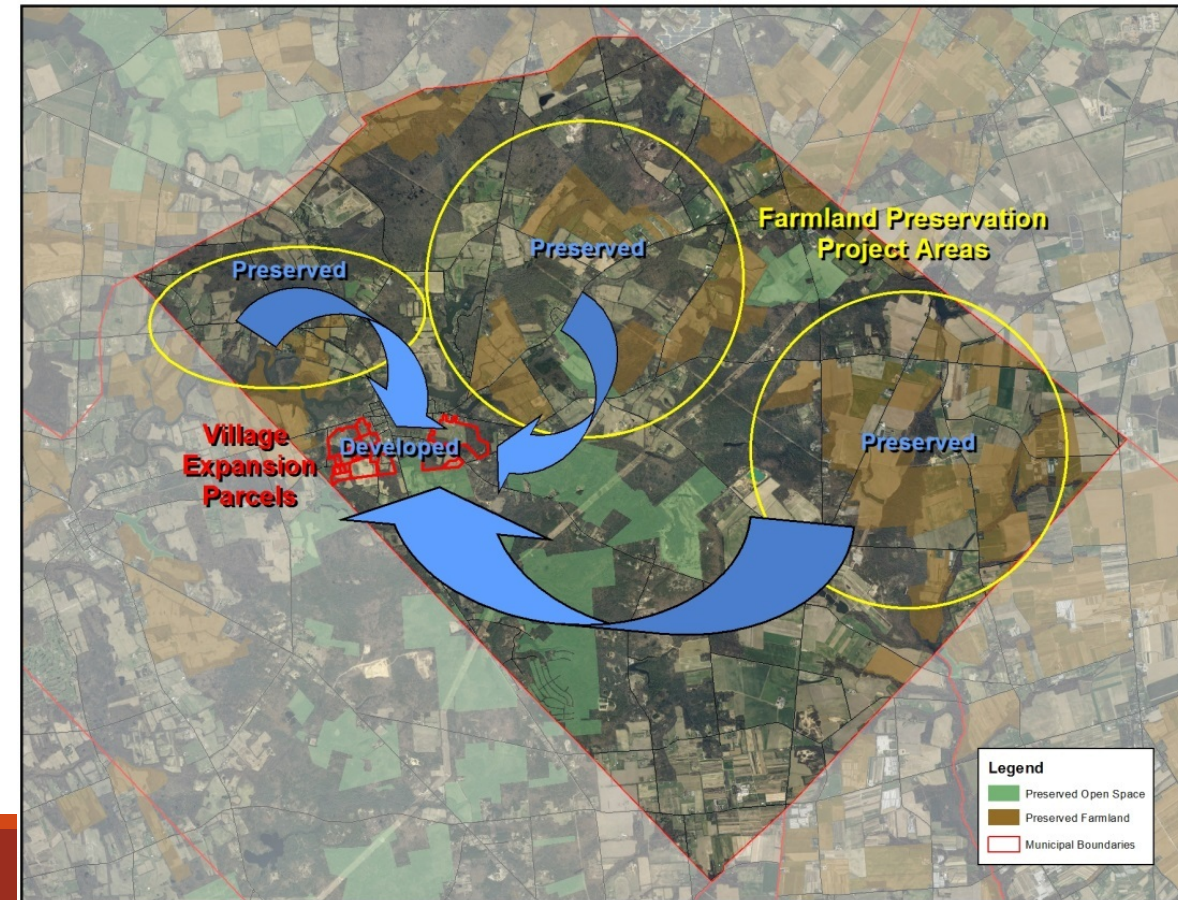 Farmland Preservation
Project Areas
Preserved
Preserved
Preserved
Village
Expansion
Parcels
Developed
Legend
Preserved Open Space
Preserved Farmland
Municipal Boundaries